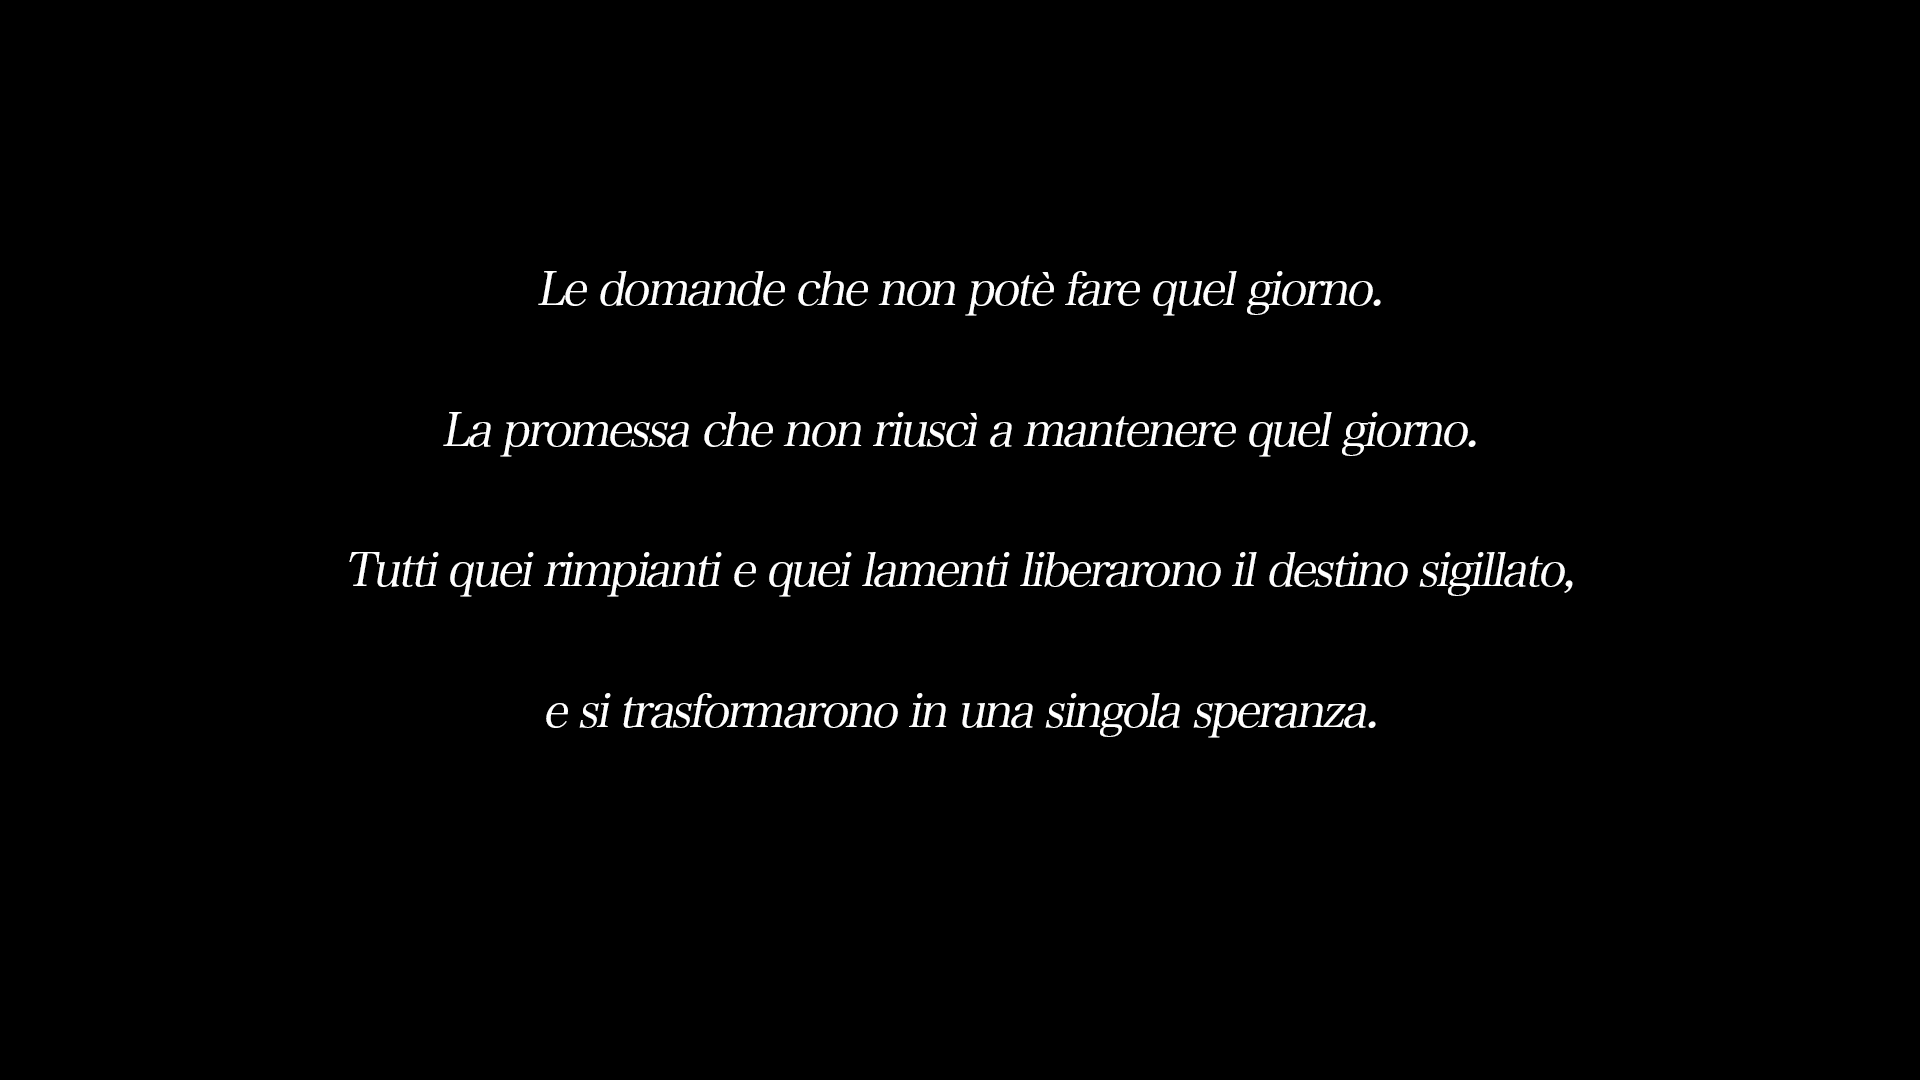 Le domande che non potè fare quel giorno.
La promessa che non riuscì a mantenere quel giorno.
Tutti quei rimpianti e quei lamenti liberarono il destino sigillato,
e si trasformarono in una singola speranza.